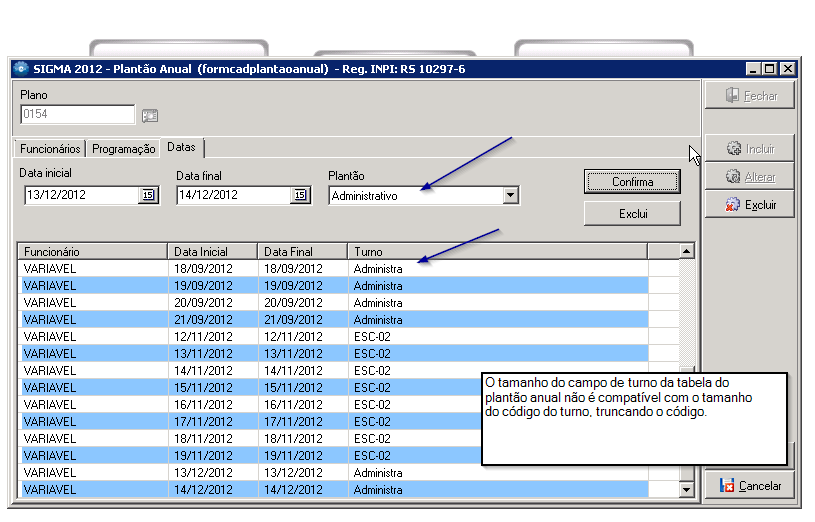 SIGMA 2012 - Plantão Anual (formcadplantaoanual) - Reg. INPI: RS 10297-6
Plano
0154
Fechar
Incluir
Alterar
Excluir
Funcionários Programação Datas
Data inicial Data final Plantão
13/12/2012 15 14/12/2012 15 Administrativo
Confirma
Exclui
Funcionário Data Inicial Data Final Turno
VARIAVEL 18/09/2012 18/09/2012 Administra
VARIAVEL 19/09/2012 19/09/2012 Administra
VARIAVEL 20/09/2012 20/09/2012 Administra
VARIAVEL 21/09/2012 21/09/2012 Administra
VARIAVEL 12/11/2012 12/11/2012 ESC-02
VARIAVEL 13/11/2012 13/11/2012 ESC-02
VARIAVEL 14/11/2012 14/11/2012 ESC-02
VARIAVEL 15/11/2012 15/11/2012 ESC-02
VARIAVEL 16/11/2012 16/11/2012 ESC-02
VARIAVEL 17/11/2012 17/11/2012 ESC-02
VARIAVEL 18/11/2012 18/11/2012 ESC-02
VARIAVEL 19/11/2012 19/11/2012 ESC-02
VARIAVEL 13/12/2012 13/12/2012 Administra
VARIAVEL 14/12/2012 14/12/2012 Administra
O tamanho do campo de turno da tabela do
plantão anual não é compatível com o tamanho
do código do turno, truncando o código.
Cancelar